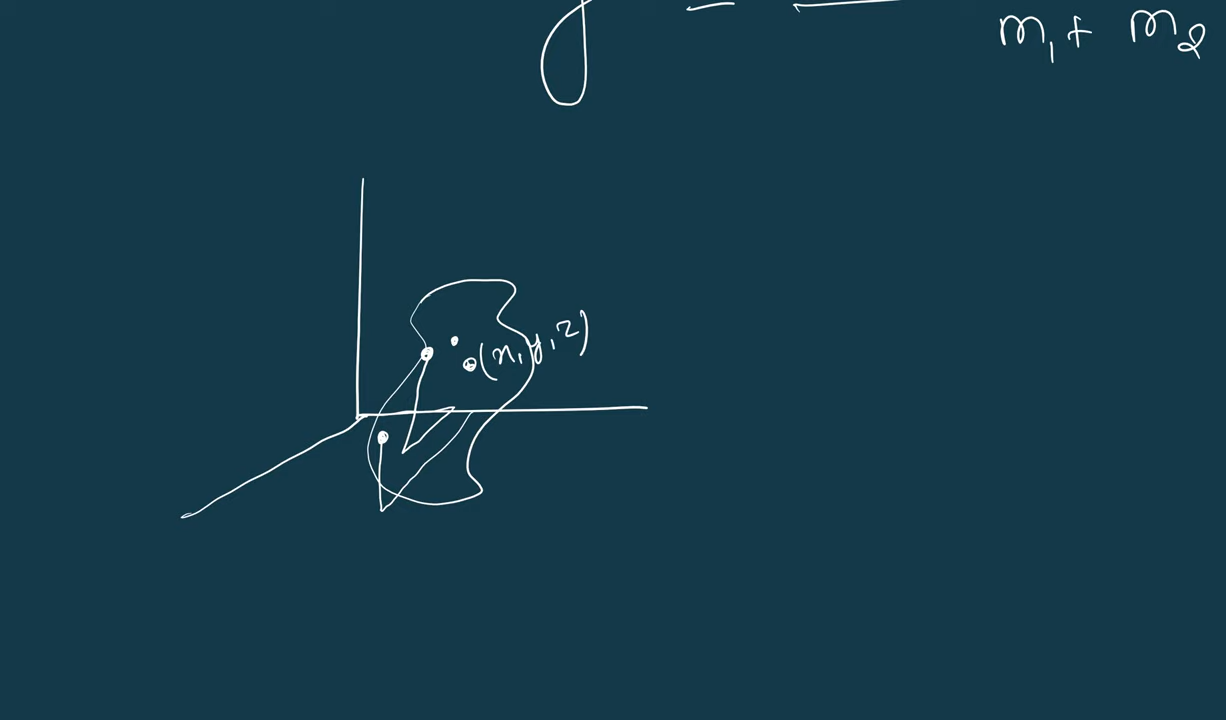 y =
m₁ + m₂
(x, y, z)